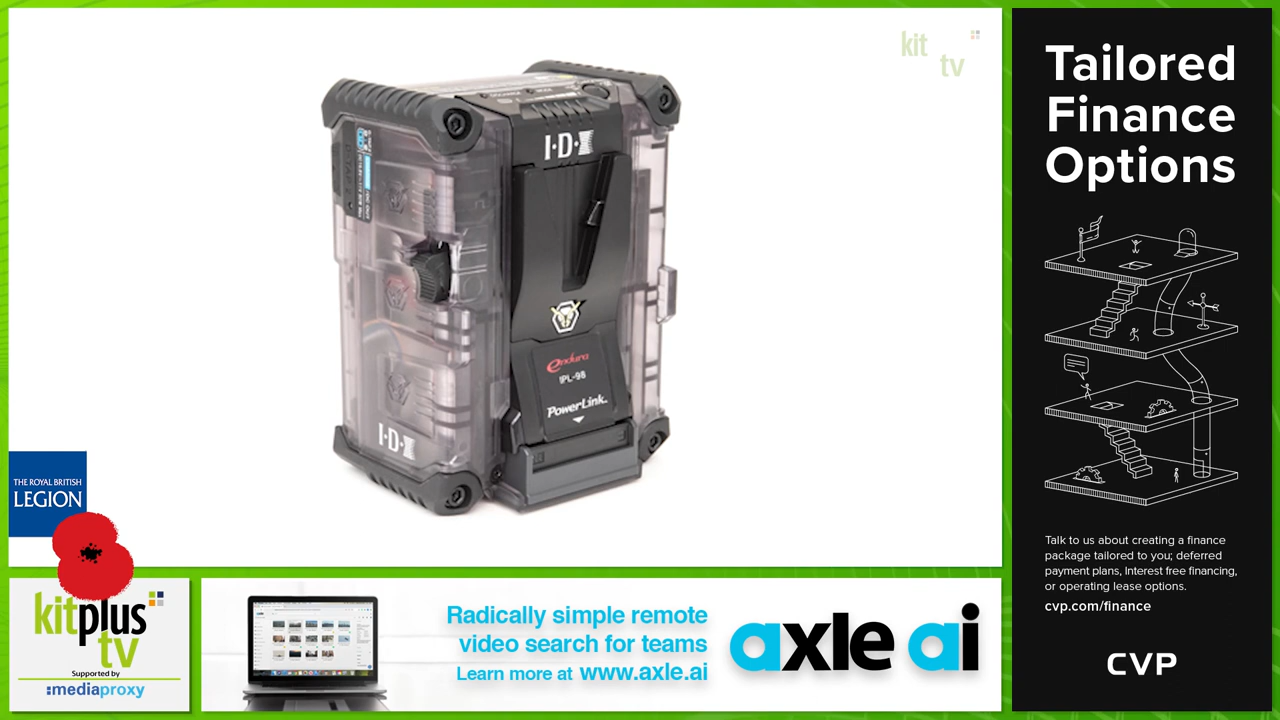 kit
tv
I·D·X
endura
IPL-98
PowerLink™
I·D·X
THE ROYAL BRITISH
LEGION
kitplus
tv
Supported by
:mediaproxy
Radically simple remote
video search for teams
Learn more at www.axle.ai
axle ai
Tailored
Finance
Options
Talk to us about creating a finance
package tailored to you; deferred
payment plans, Interest free financing,
or operating lease options.
cvp.com/finance
CVP